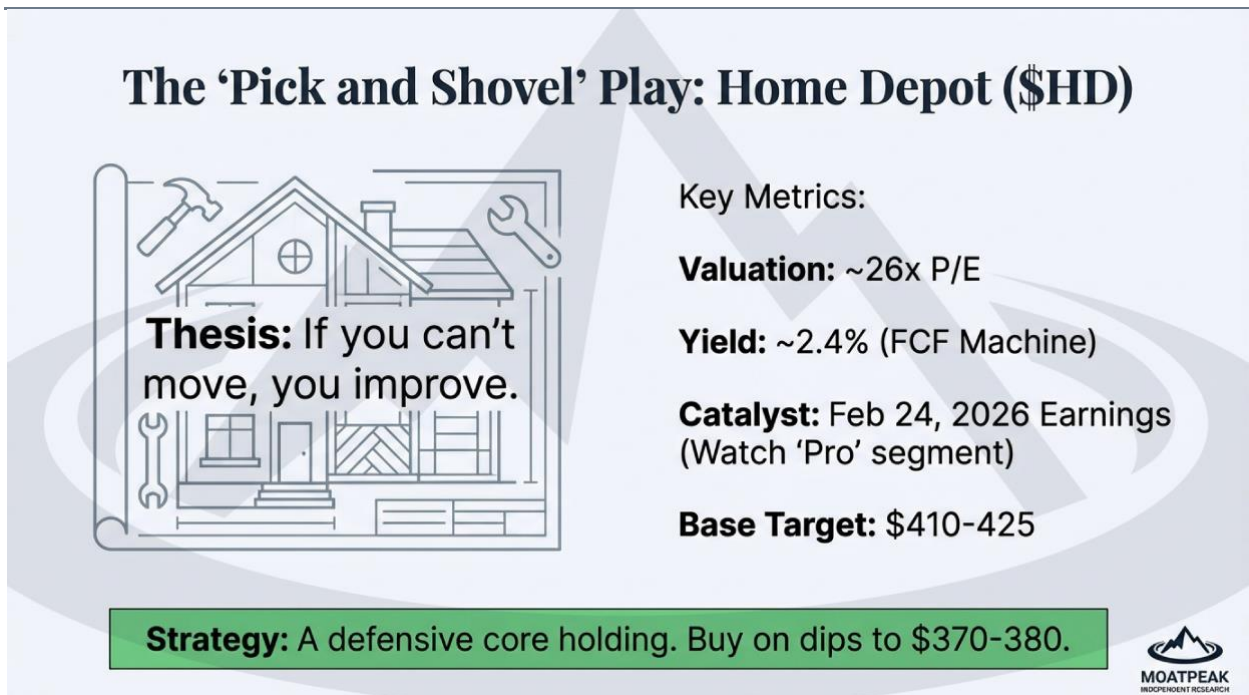 The ‘Pick and Shovel’ Play: Home Depot ($HD)
Thesis: If you can’t
move, you improve.
Key Metrics:
Valuation: ~26x P/E
Yield: ~2.4% (FCF Machine)
Catalyst: Feb 24, 2026 Earnings
(Watch ‘Pro’ segment)
Base Target: $410-425
Strategy: A defensive core holding. Buy on dips to $370-380.
MOATPEAK
INDEPENDENT RESEARCH